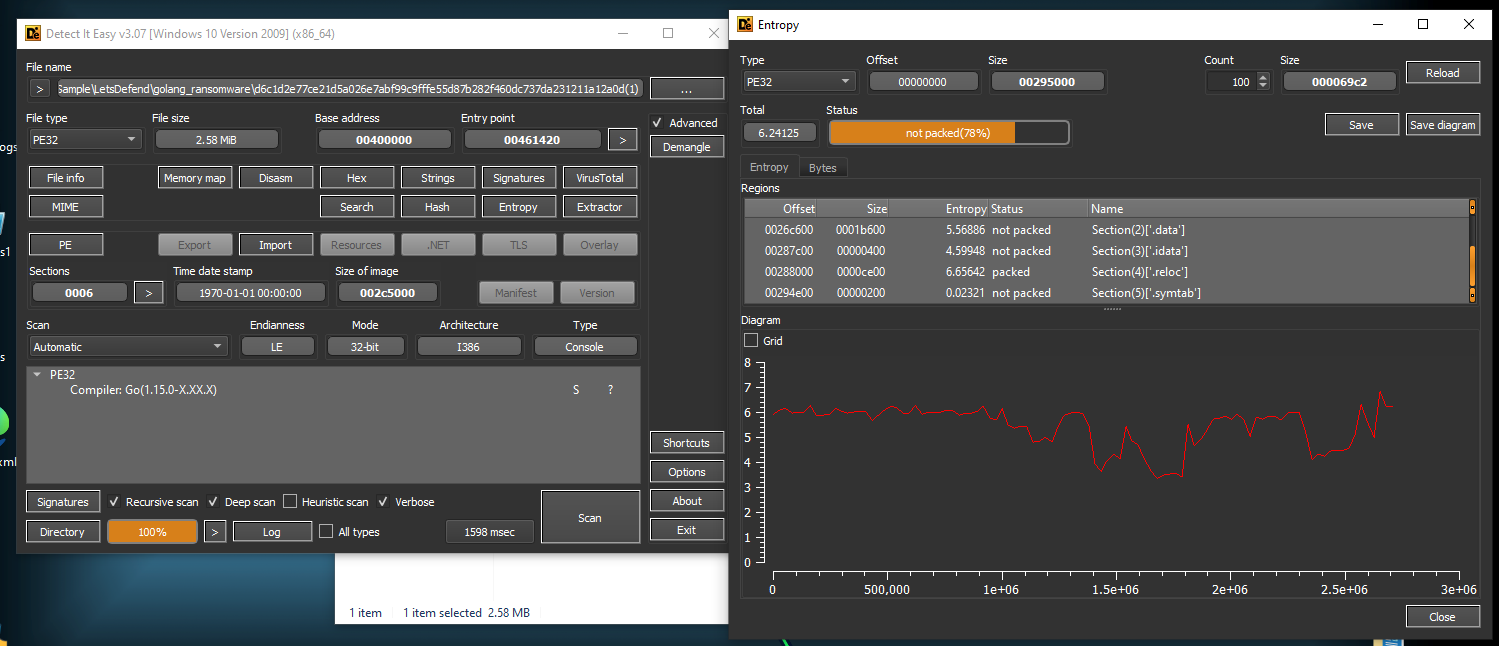 Detect It Easy v3.07 [Windows 10 Version 2009] (x86_64)
File name
> Sample\LetsDefend\golang_ransomware\d6c1d2e77ce21d5a026e7abf99c9fffe55d87b282f460dc737da231211a12a0d(1) ...
File type File size Base address Entry point Advanced
PE32 2.58 MiB 00400000 00461420 > Demangle
File info Memory map Disasm Hex Strings Signatures VirusTotal
MIME Search Hash Entropy Extractor
PE Export Import Resources .NET TLS Overlay
Sections Time date stamp Size of image
0006 > 1970-01-01 00:00:00 002c5000 Manifest Version
Scan Endianness Mode Architecture Type
Automatic LE 32-bit I386 Console
PE32
Compiler: Go(1.15.0-X.XX.X) S ?
Shortcuts
Options
About
Exit
Signatures Recursive scan Deep scan Heuristic scan Verbose
Directory 100% > Log All types 1598 msec Scan
1 item 1 item selected 2.58 MB
ogs
s1
s
xml
Entropy
Type Offset Size Count Size
PE32 00000000 00295000 100 000069c2 Reload
Total Status
6.24125 not packed(78%) Save Save diagram
Entropy Bytes
Regions
Offset Size Entropy Status Name
0026c600 0001b600 5.56886 not packed Section(2)['.data']
00287c00 00000400 4.59948 not packed Section(3)['.idata']
00288000 0000ce00 6.65642 packed Section(4)['.reloc']
00294e00 00000200 0.02321 not packed Section(5)['.symtab']
Diagram
Grid
8
7
6
5
4
3
2
1
0
0 500,000 1e+06 1.5e+06 2e+06 2.5e+06 3e+06
Close